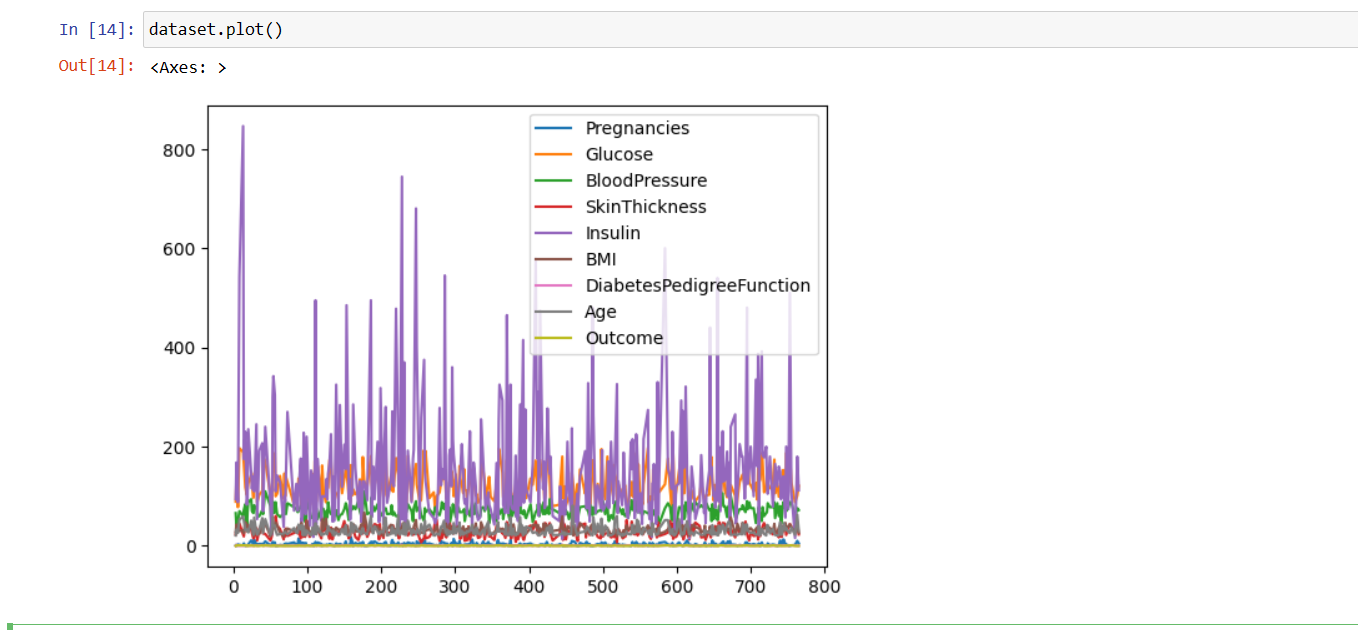 In [14]: dataset.plot()
Out[14]: <Axes: >
Pregnancies
Glucose
BloodPressure
SkinThickness
Insulin
BMI
DiabetesPedigreeFunction
Age
Outcome
800
600
400
200
0
0 100 200 300 400 500 600 700 800